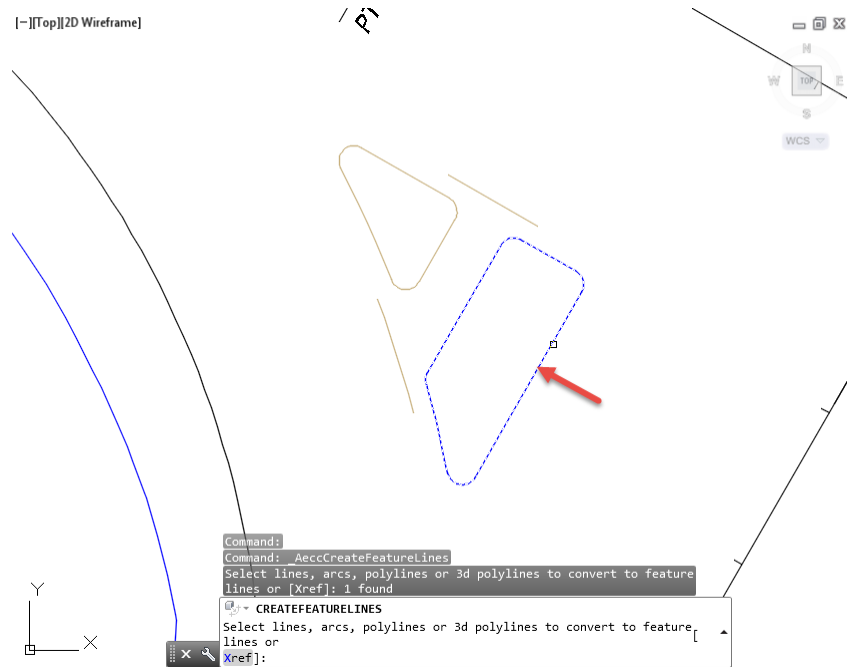 [−][Top][2D Wireframe]
N
W
TOP
E
S
WCS
Command:
Command: _AeccCreateFeatureLines
Select lines, arcs, polylines or 3d polylines to convert to feature
lines or [Xref]: 1 found
CREATEFEATURELINES
Select lines, arcs, polylines or 3d polylines to convert to feature [
lines or
Xref]:
Y
X